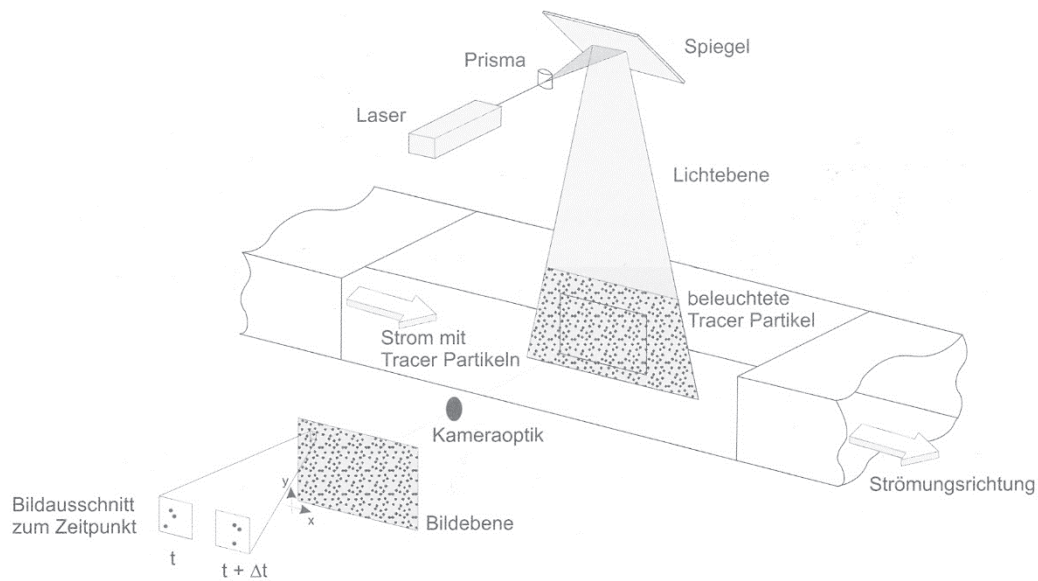 Spiegel
Prisma
Laser
Lichtebene
beleuchtete
Tracer Partikel
Strom mit
Tracer Partikeln
Kameraoptik
Strömungsrichtung
y
x
Bildebene
Bildausschnitt
zum Zeitpunkt
t
t + Δt